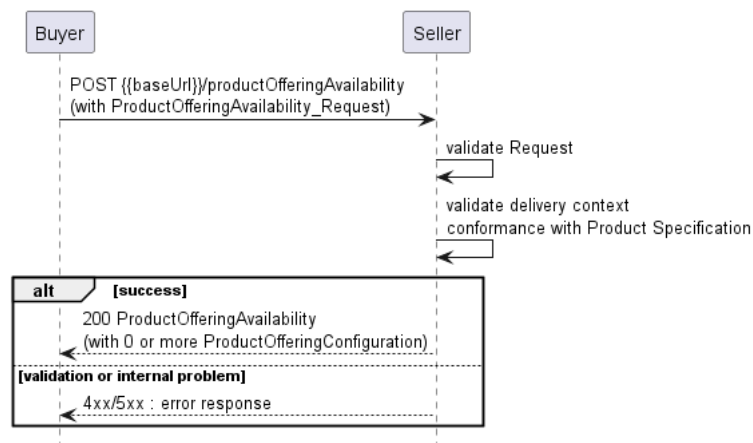 Buyer
Seller
POST {{baseUrl}}/productOfferingAvailability
(with ProductOfferingAvailability_Request)
validate Request
validate delivery context
conformance with Product Specification
alt
[success]
200 ProductOfferingAvailability
(with 0 or more ProductOfferingConfiguration)
[validation or internal problem]
4xx/5xx : error response